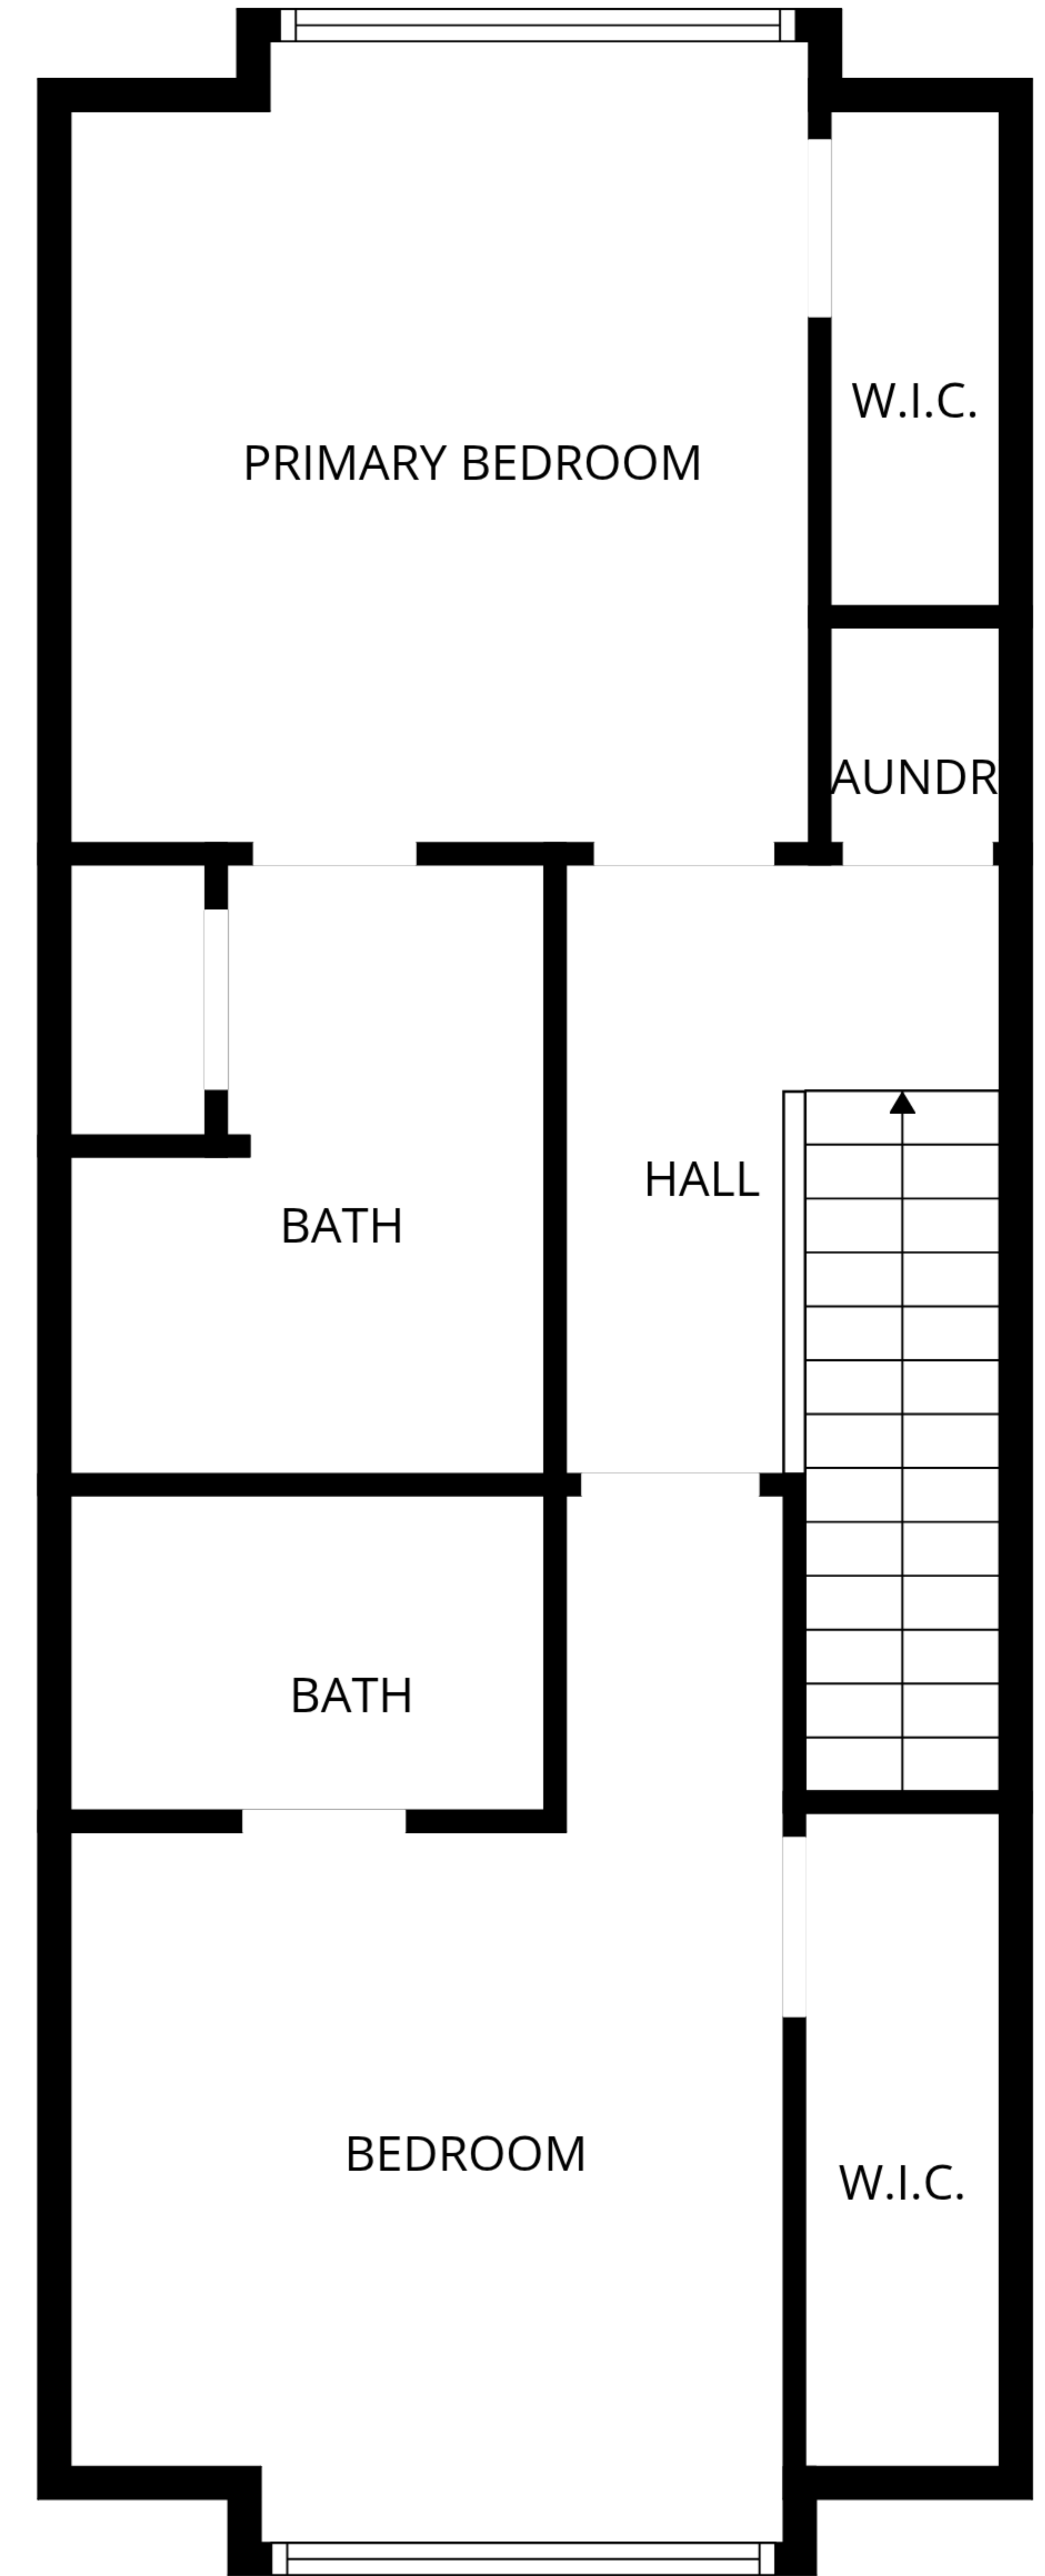 W.I.C.
PRIMARY BEDROOM
AUNDR
HALL
BATH
BATH
BEDROOM
W.I.C.